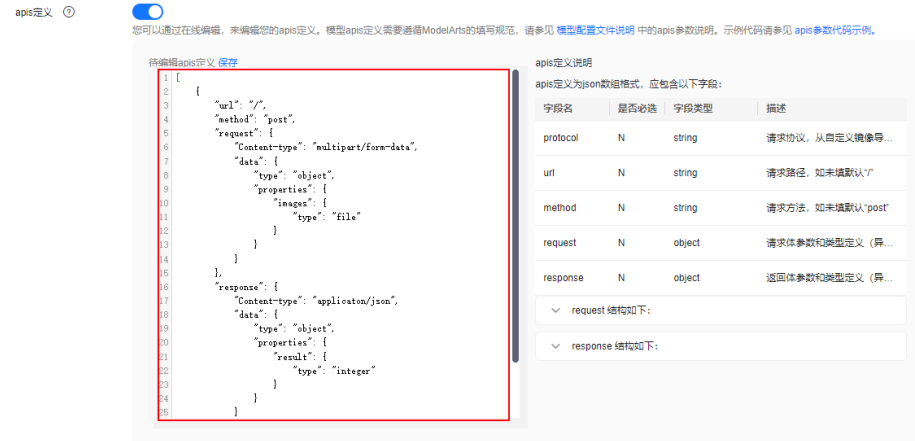 apis定义 ?
您可以通过在线编辑，来编辑您的apis定义。模型apis定义需要遵循ModelArts的填写规范，请参见 模型配置文件说明 中的apis参数说明。示例代码请参见 apis参数代码示例。
待编辑apis定义 保存
1 [
2 {
3 "url": "/",
4 "method": "post",
5 "request": {
6 "Content-type": "multipart/form-data",
7 "data": {
8 "type": "object",
9 "properties": {
10 "images": {
11 "type": "file"
12 }
13 }
14 }
15 },
16 "response": {
17 "Content-type": "applicaton/json",
18 "data": {
19 "type": "object",
20 "properties": {
21 "result": {
22 "type": "integer"
23 }
24 }
25 }
apis定义说明
apis定义为json数组格式，应包含以下字段：
字段名 是否必选 字段类型 描述
protocol N string 请求协议，从自定义镜像导...
url N string 请求路径，如未填默认“/”
method N string 请求方法，如未填默认“post”
request N object 请求体参数和类型定义（异...
response N object 返回体参数和类型定义（异...
request 结构如下：
response 结构如下：